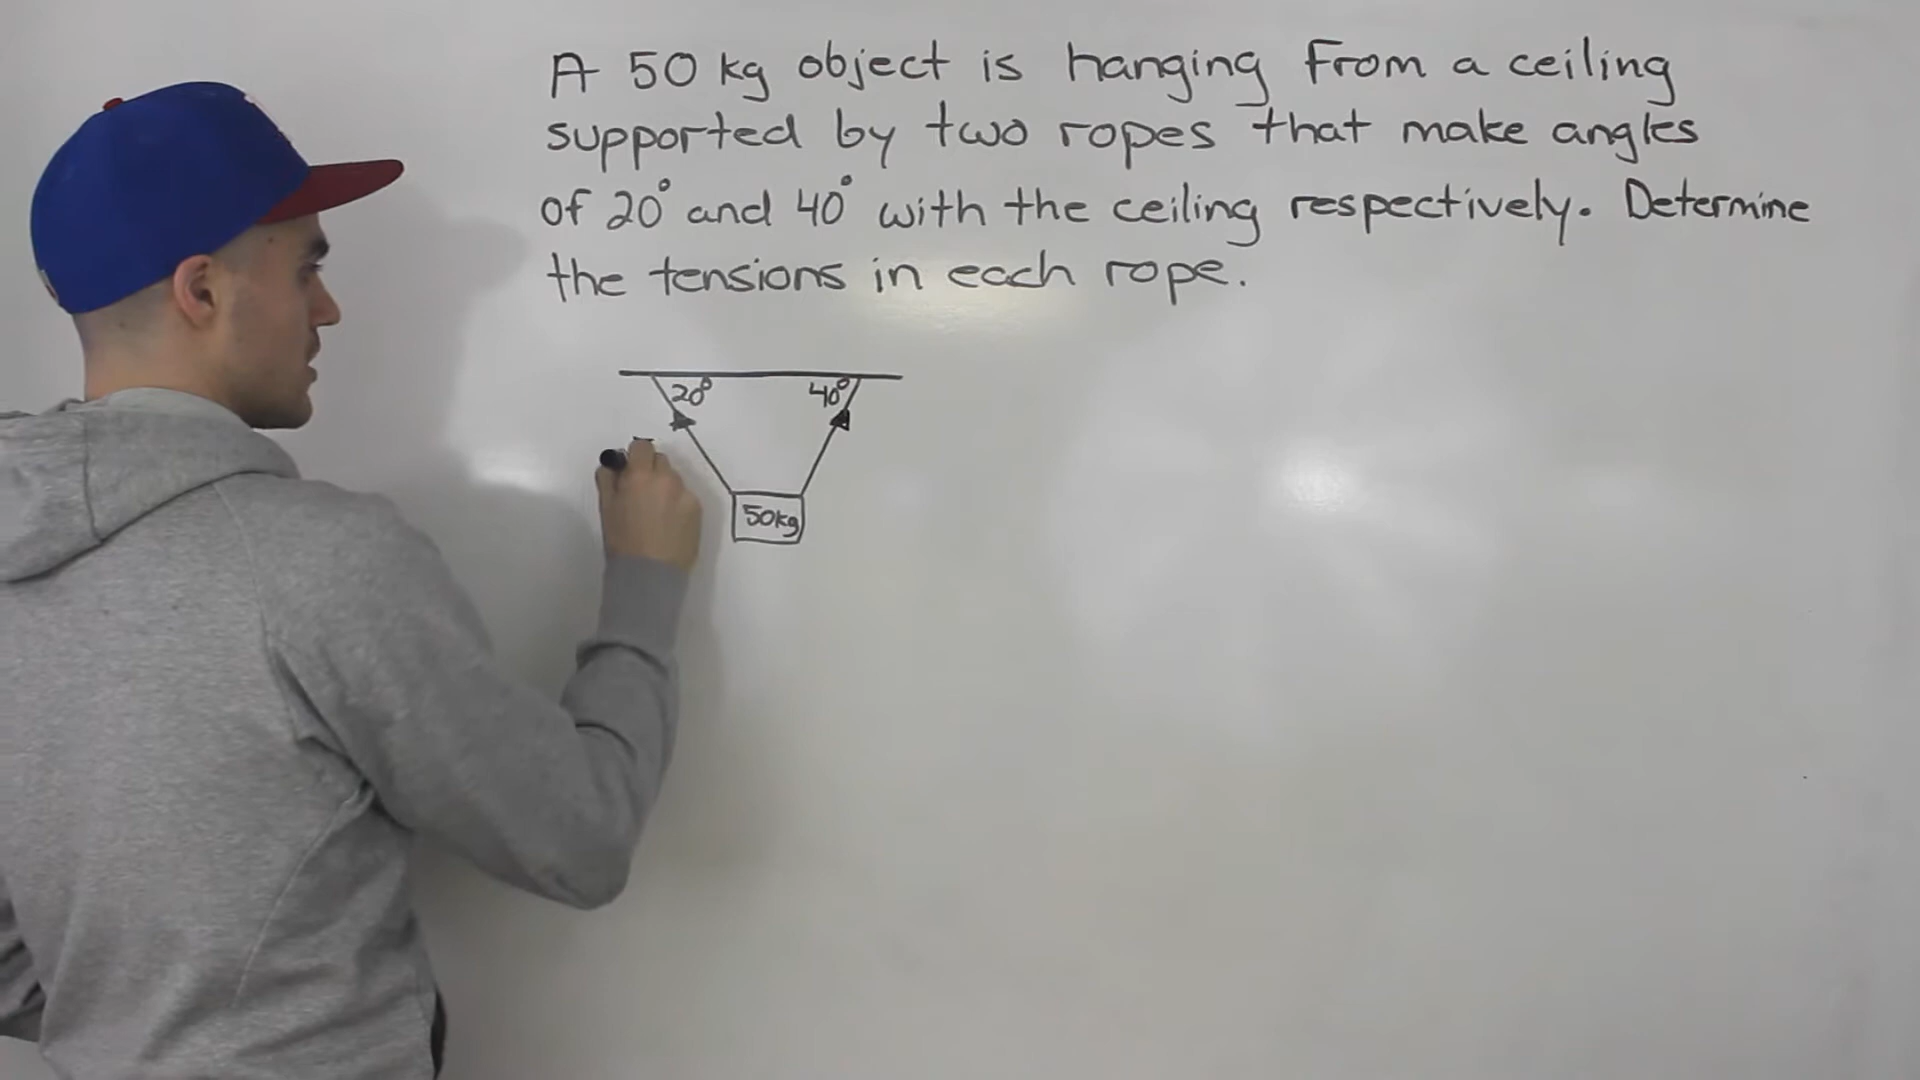 A 50 kg object is hanging From a ceiling
supported by two ropes that make angles
of 20° and 40° with the ceiling respectively. Determine
the tensions in each rope.
20° 40°
50kg